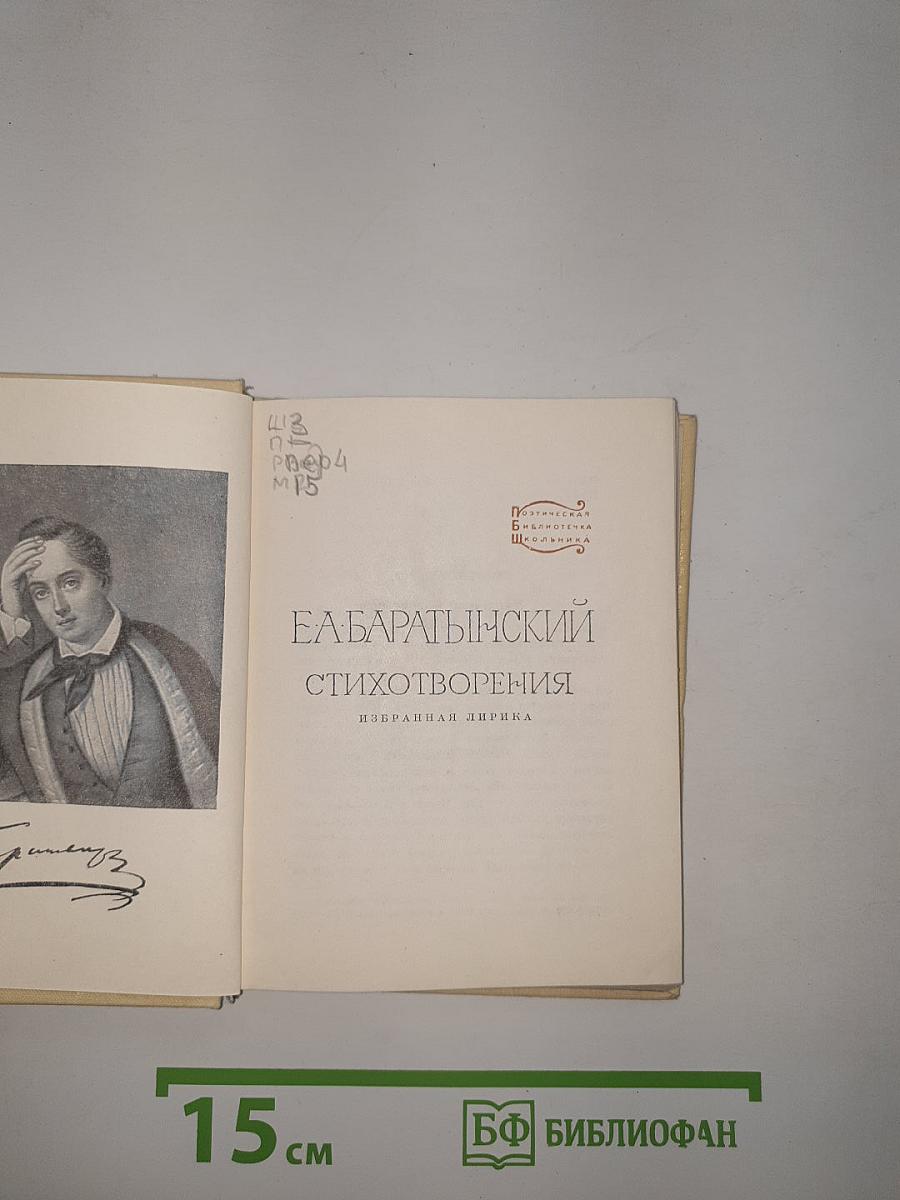 ПОЭТИЧЕСКАЯ
БИБЛИОТЕЧКА
ШКОЛЬНИКА
Е·А·БАРАТЫНСКИЙ
СТИХОТВОРЕНИЯ
ИЗБРАННАЯ ЛИРИКА
15 см
БФ БИБЛИОФАН